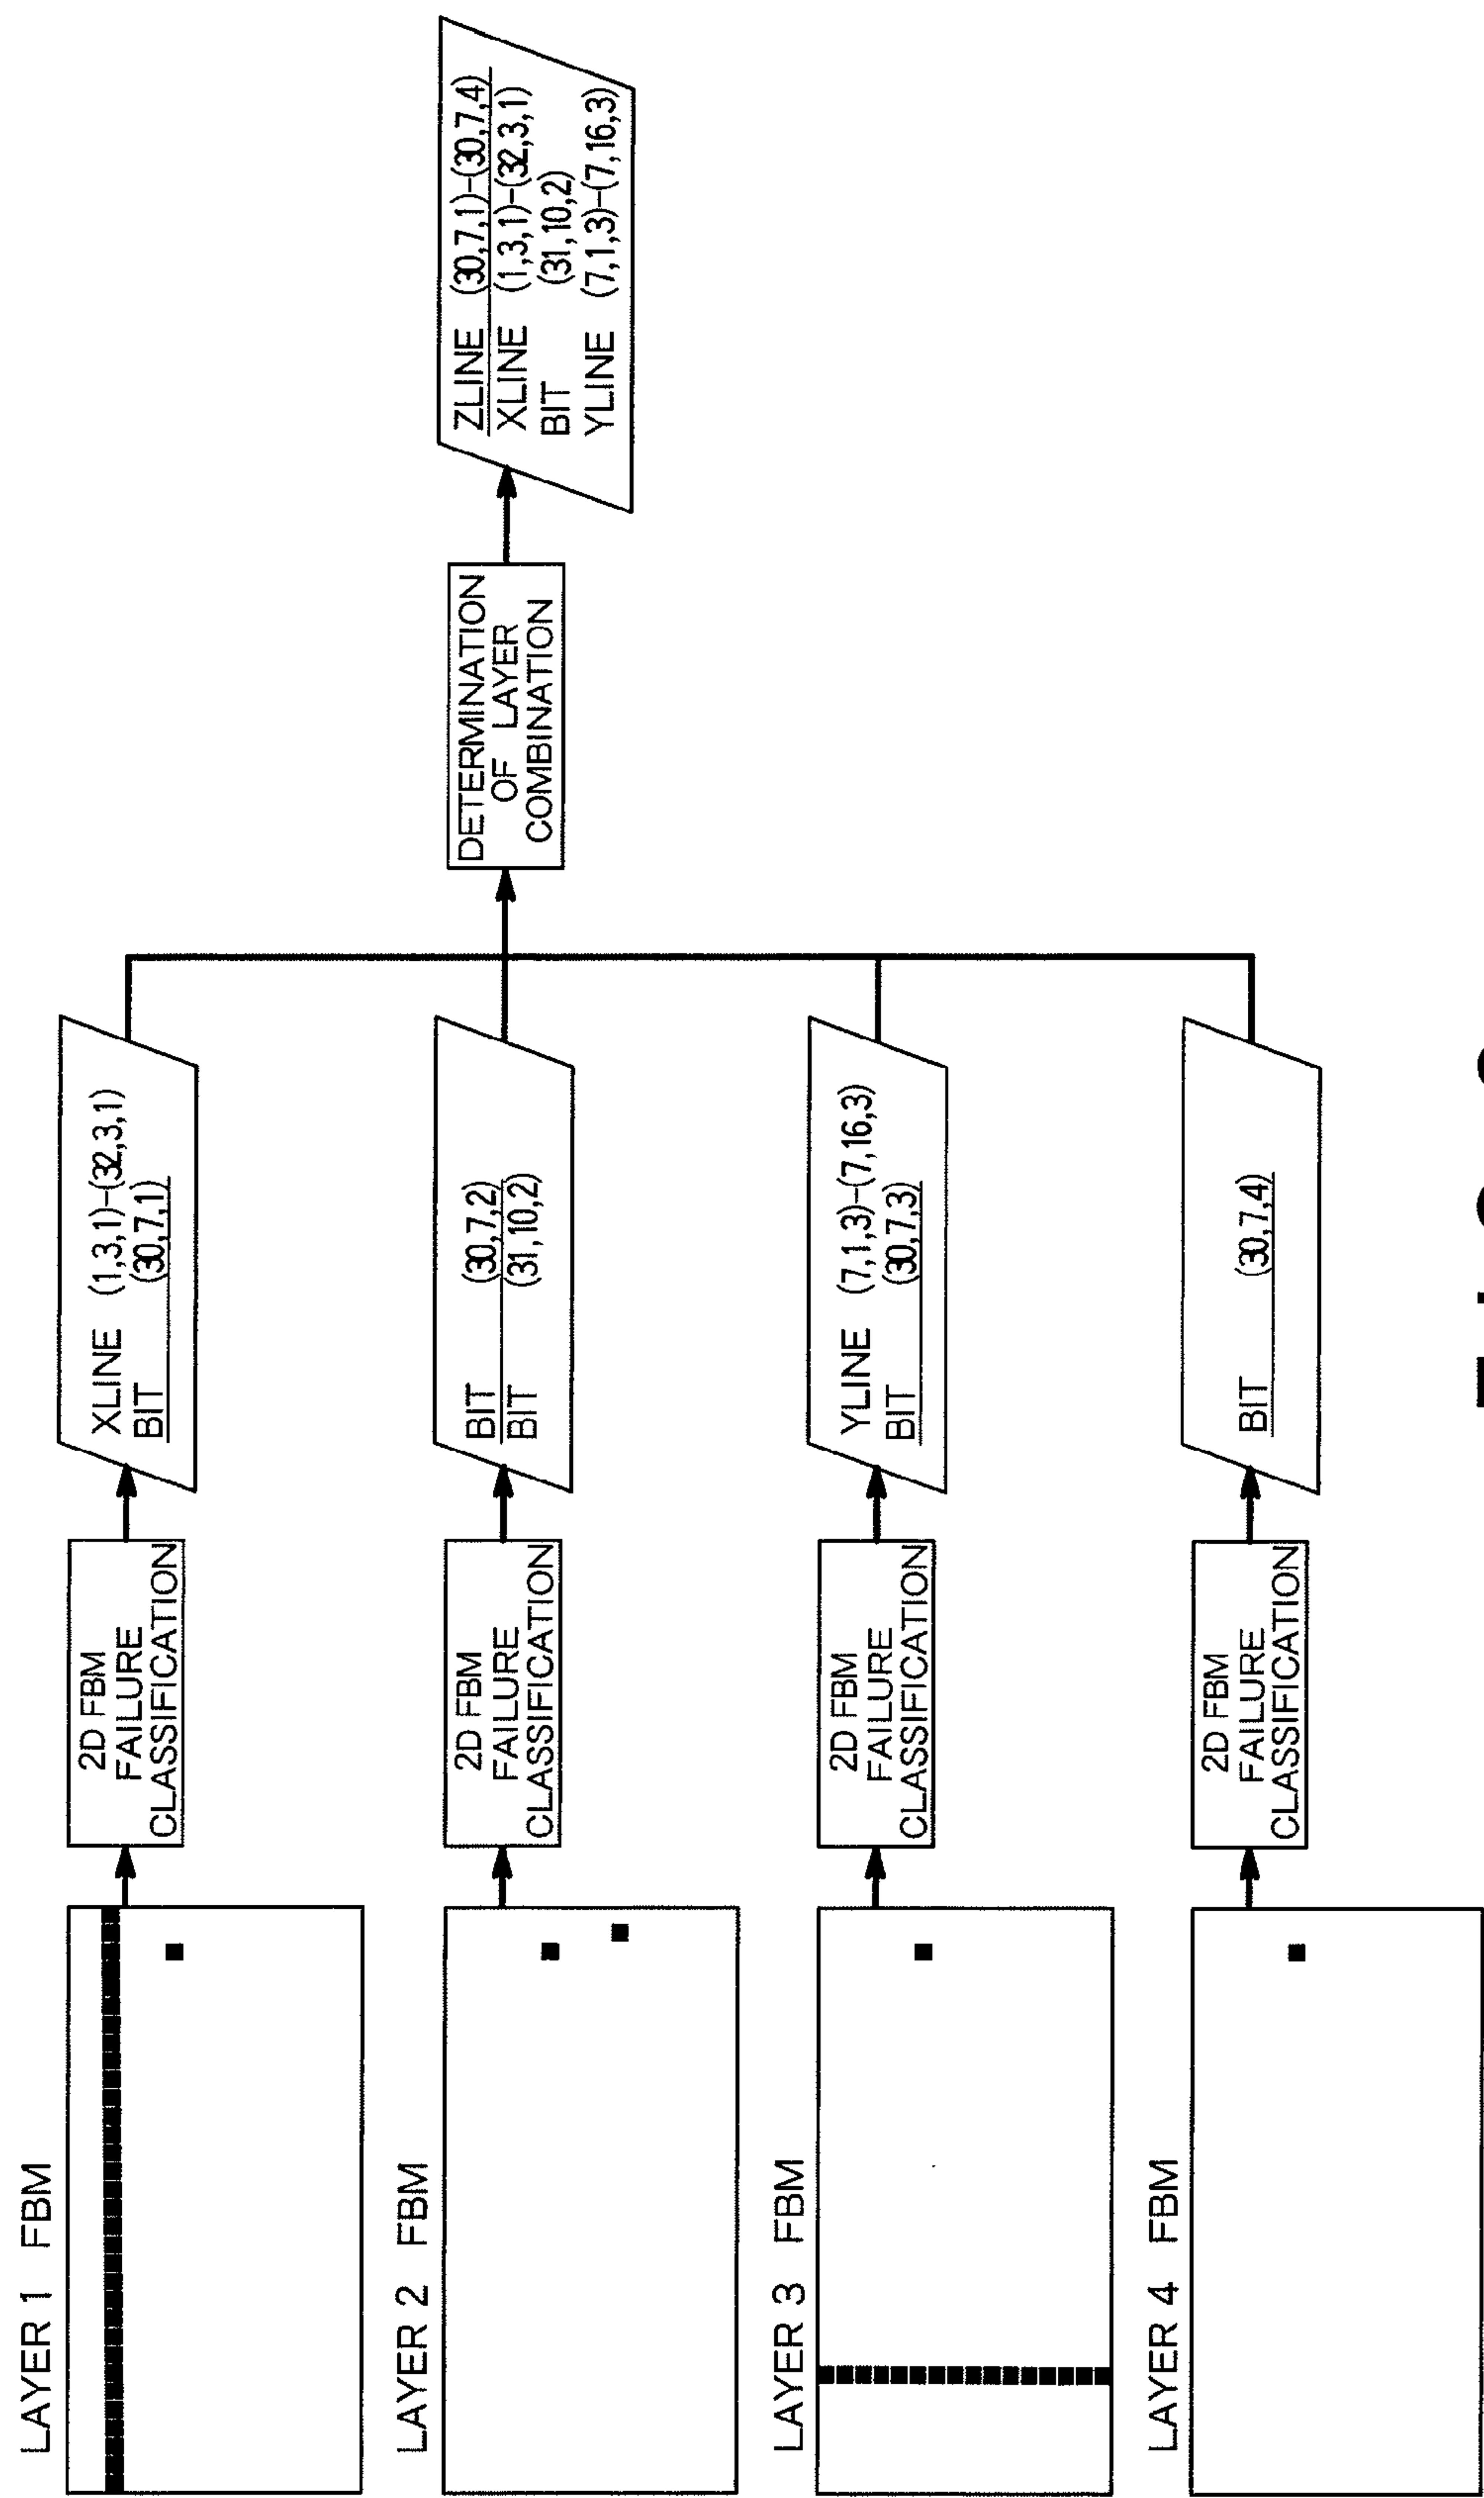 LAYER 1 FBM
2D FBM
FAILURE
CLASSIFICATION
XLINE (1,3,1)-(32,3,1)
BIT (30,7,1)
LAYER 2 FBM
2D FBM
FAILURE
CLASSIFICATION
BIT (30,7,2)
BIT (31,10,2)
LAYER 3 FBM
2D FBM
FAILURE
CLASSIFICATION
YLINE (7,1,3)-(7,16,3)
BIT (30,7,3)
LAYER 4 FBM
2D FBM
FAILURE
CLASSIFICATION
BIT (30,7,4)
DETERMINATION
OF LAYER
COMBINATION
ZLINE (30,7,1)-(30,7,4)
XLINE (1,3,1)-(32,3,1)
BIT (31,10,2)
YLINE (7,1,3)-(7,16,3)